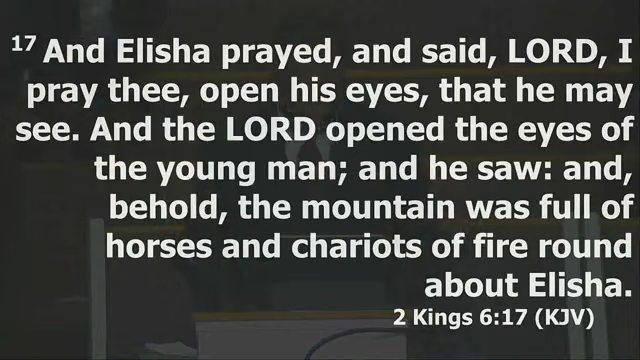 17 And Elisha prayed, and said, LORD, I
pray thee, open his eyes, that he may
see. And the LORD opened the eyes of
the young man; and he saw: and,
behold, the mountain was full of
horses and chariots of fire round
about Elisha.
2 Kings 6:17 (KJV)